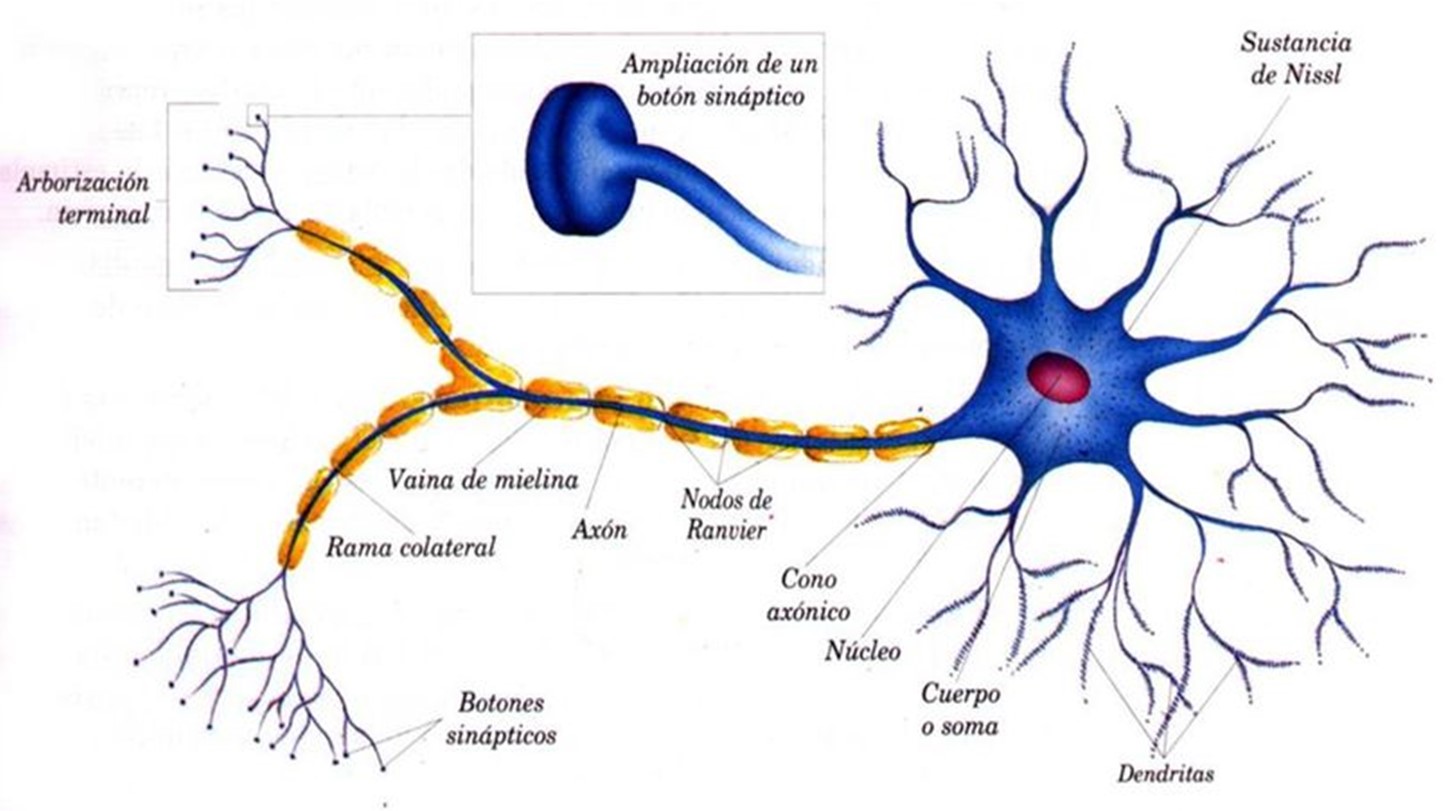 Sustancia
de Nissl
Ampliación de un
botón sináptico
Arborización
terminal
Vaina de mielina
Nodos de
Ranvier
Axón
Rama colateral
Cono
axónico
Núcleo
Cuerpo
o soma
Botones
sinápticos
Dendritas